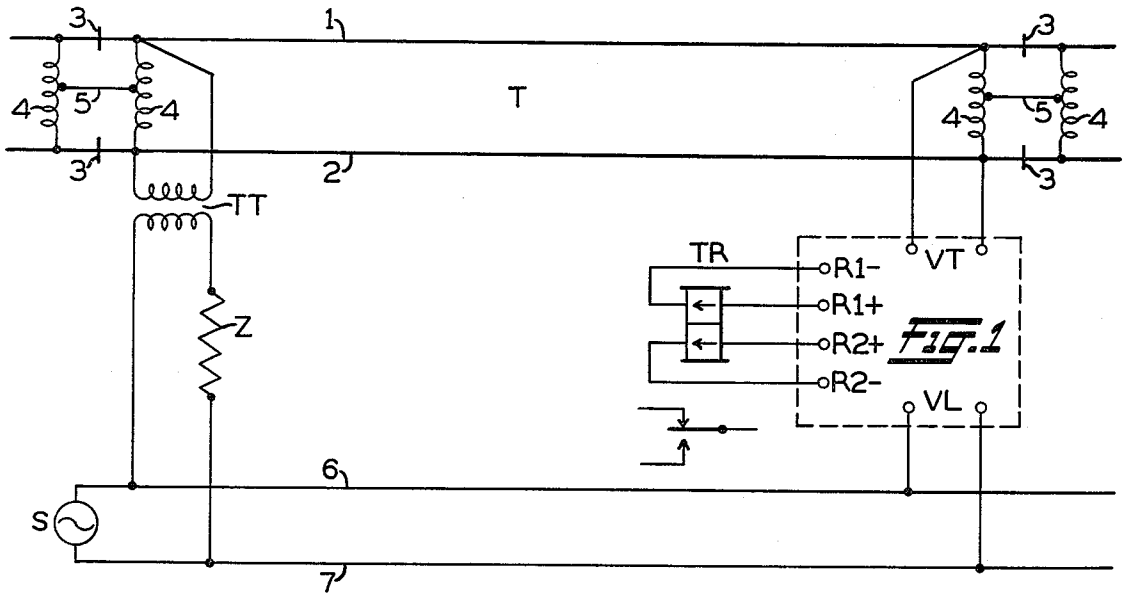 3 1 3
4 5 4 T 4 5 4
3 2 3
TT
TR R1- VT
Z R1+ Fig.1
R2+
R2- VL
6
S
7